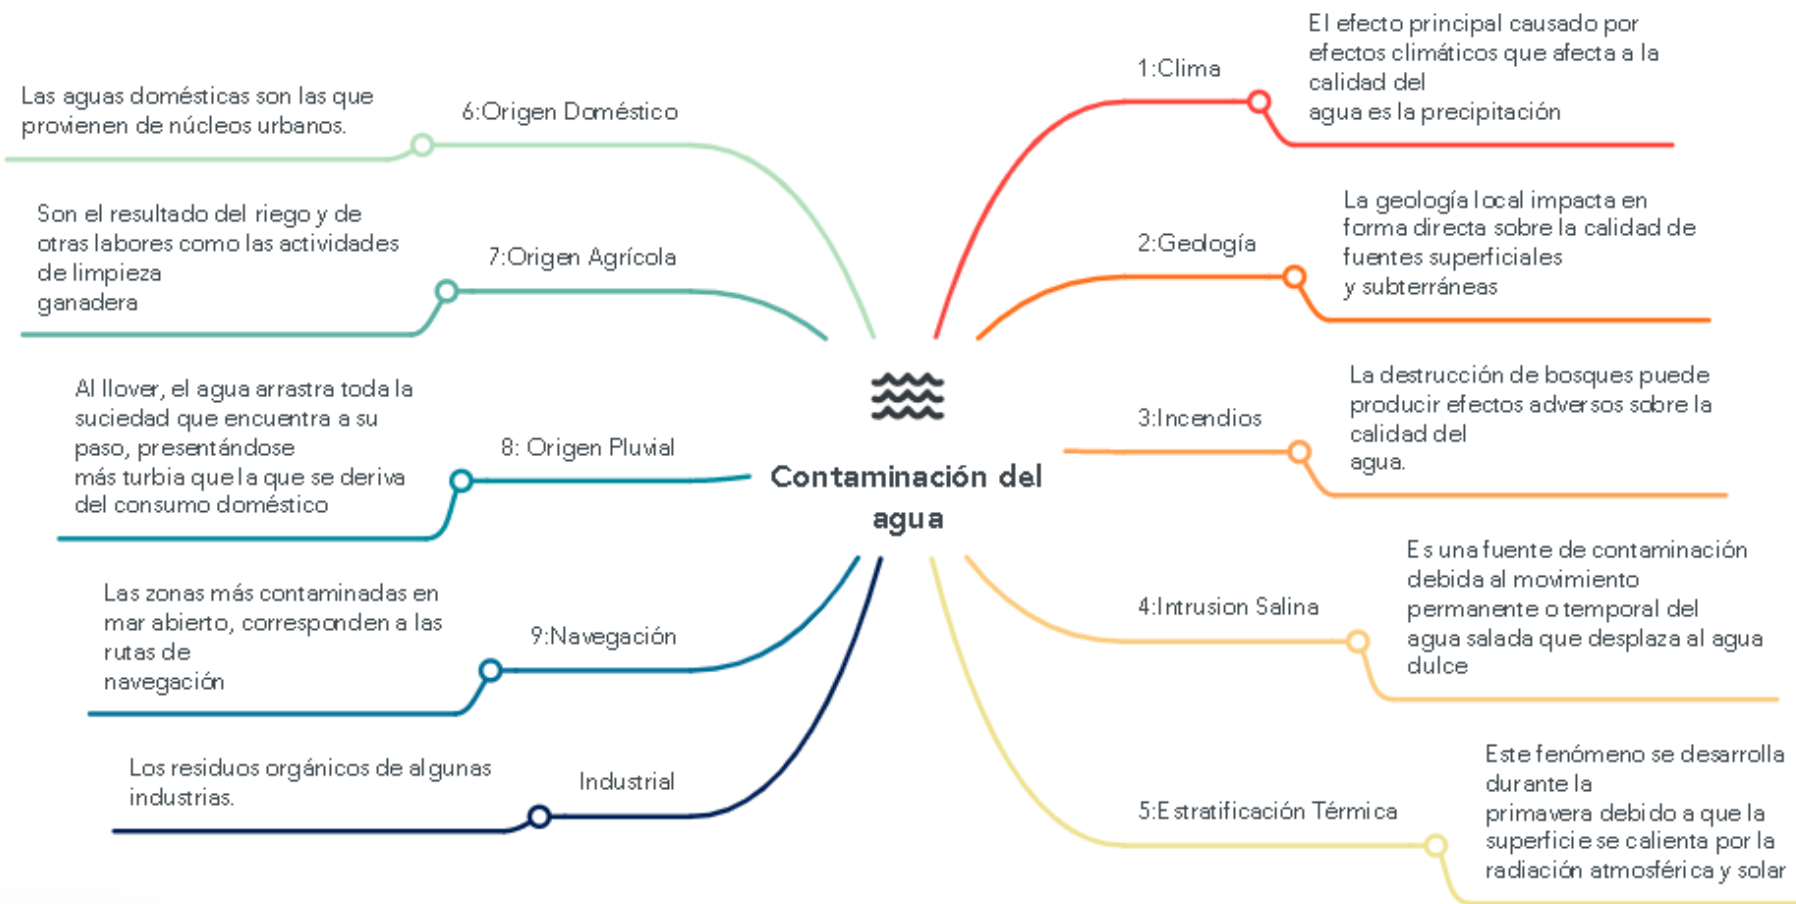 Contaminación del
agua
1:Clima
El efecto principal causado por
efectos climáticos que afecta a la
calidad del
agua es la precipitación
2:Geología
La geología local impacta en
forma directa sobre la calidad de
fuentes superficiales
y subterráneas
3:Incendios
La destrucción de bosques puede
producir efectos adversos sobre la
calidad del
agua.
4:Intrusion Salina
Es una fuente de contaminación
debida al movimiento
permanente o temporal del
agua salada que desplaza al agua
dulce
5:Estratificación Térmica
Este fenómeno se desarrolla
durante la
primavera debido a que la
superficie se calienta por la
radiación atmosférica y solar
6:Origen Doméstico
Las aguas domésticas son las que
provienen de núcleos urbanos.
7:Origen Agrícola
Son el resultado del riego y de
otras labores como las actividades
de limpieza
ganadera
8: Origen Pluvial
Al llover, el agua arrastra toda la
suciedad que encuentra a su
paso, presentándose
más turbia que la que se deriva
del consumo doméstico
9:Navegación
Las zonas más contaminadas en
mar abierto, corresponden a las
rutas de
navegación
Industrial
Los residuos orgánicos de algunas
industrias.